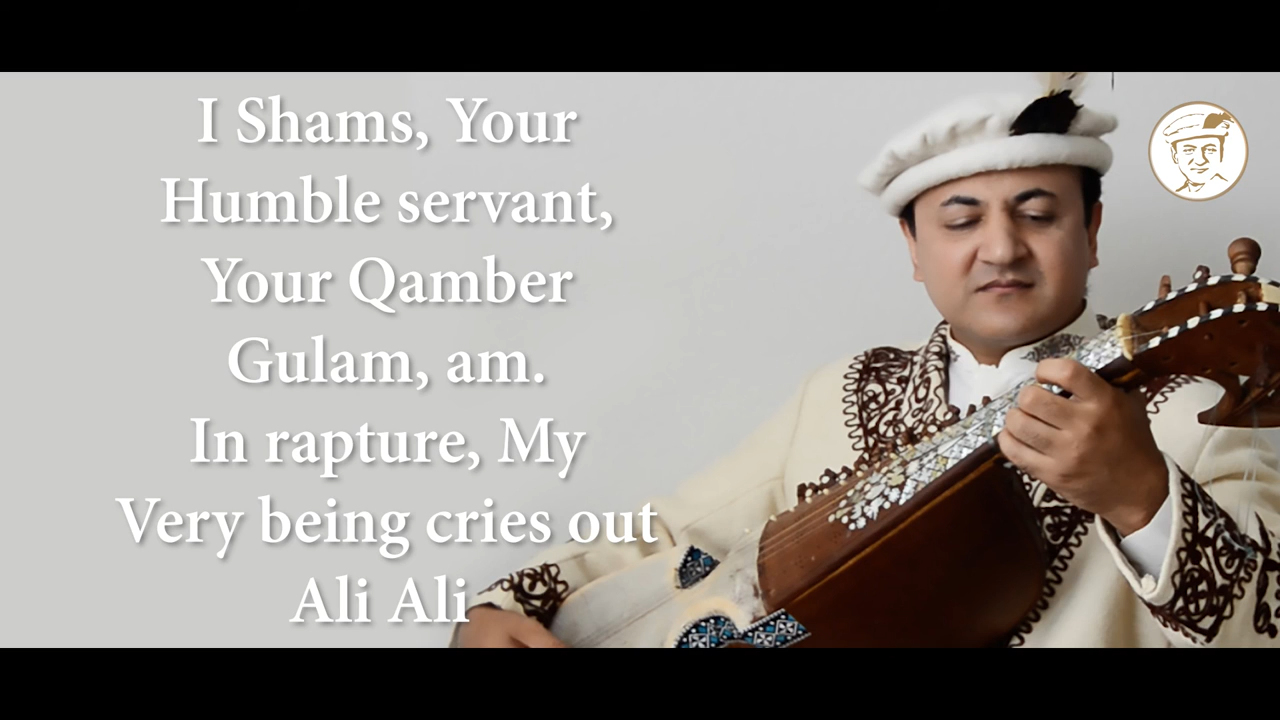 I Shams, Your
Humble servant,
Your Qamber
Gulam, am.
In rapture, My
Very being cries out
Ali Ali